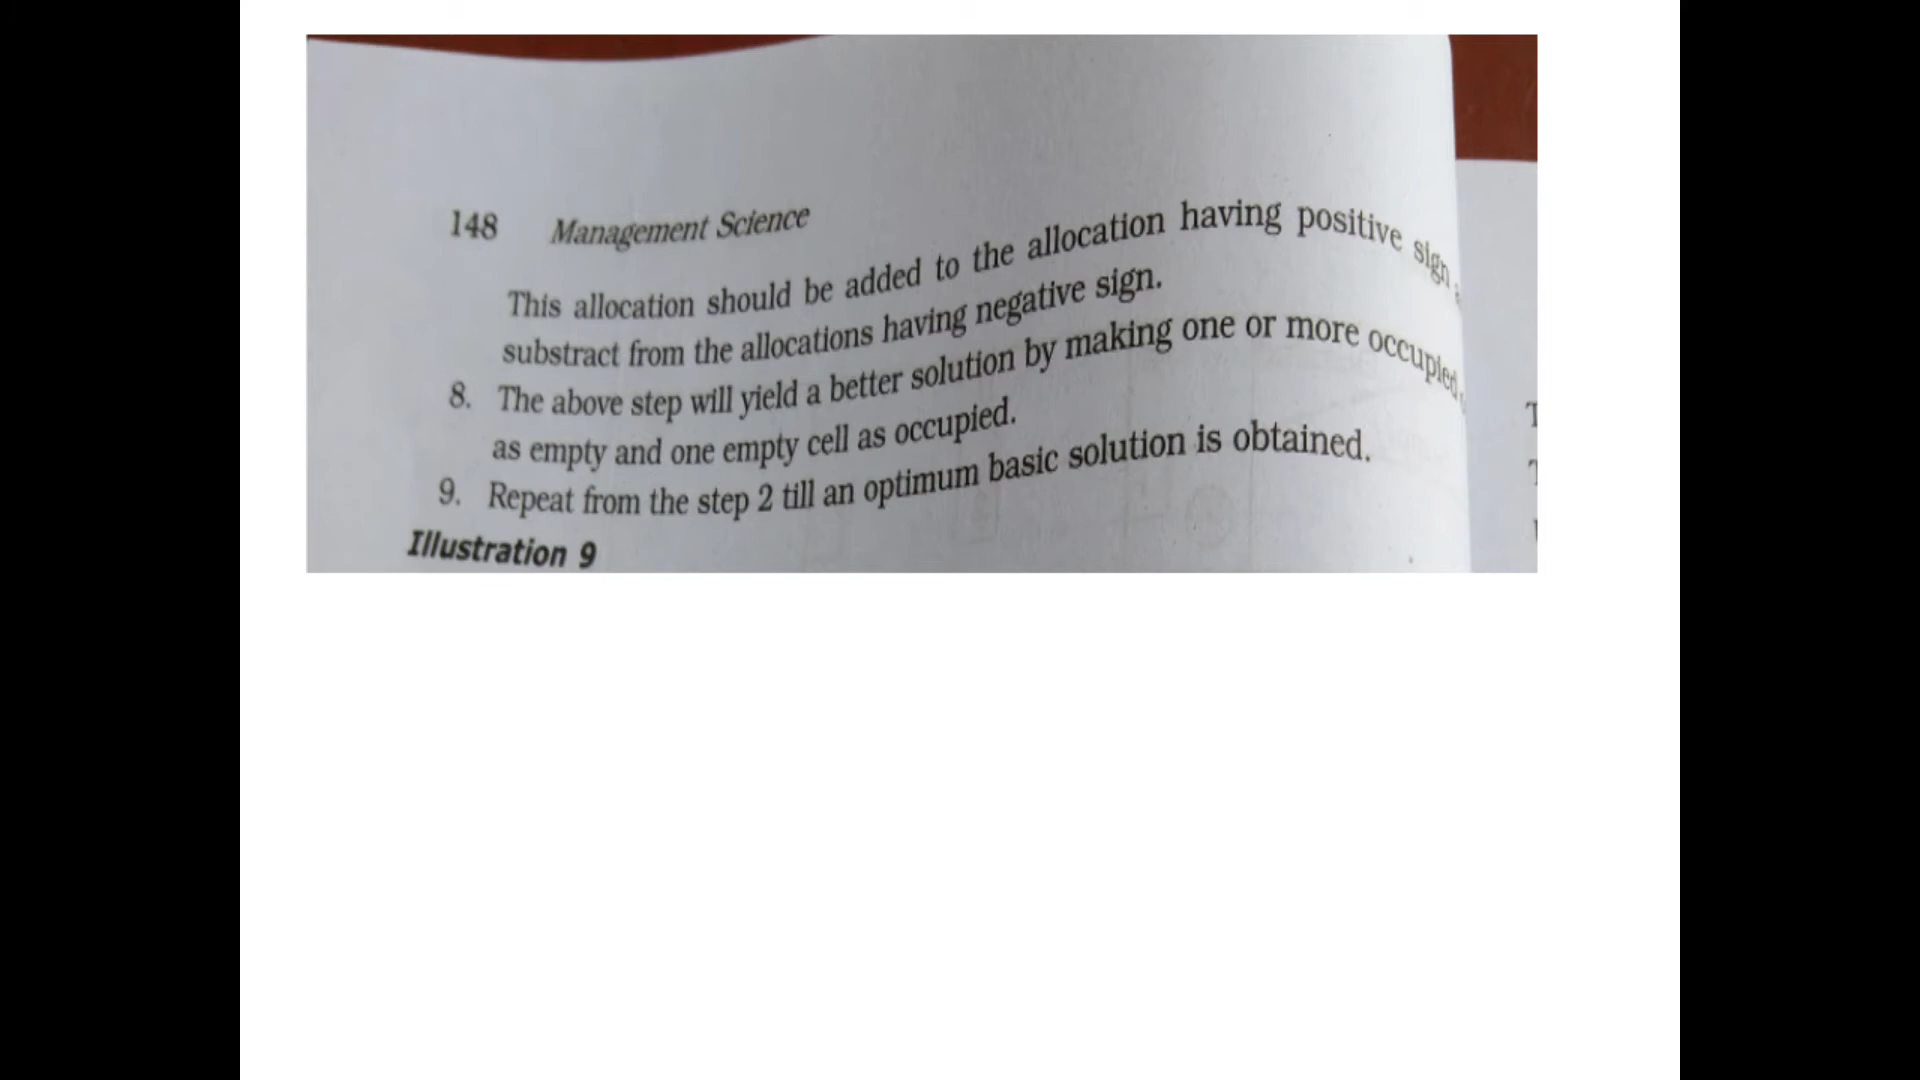 148 Management Science
This allocation should be added to the allocation having positive sign
substract from the allocations having negative sign.
8. The above step will yield a better solution by making one or more occupied
as empty and one empty cell as occupied.
9. Repeat from the step 2 till an optimum basic solution is obtained.
Illustration 9